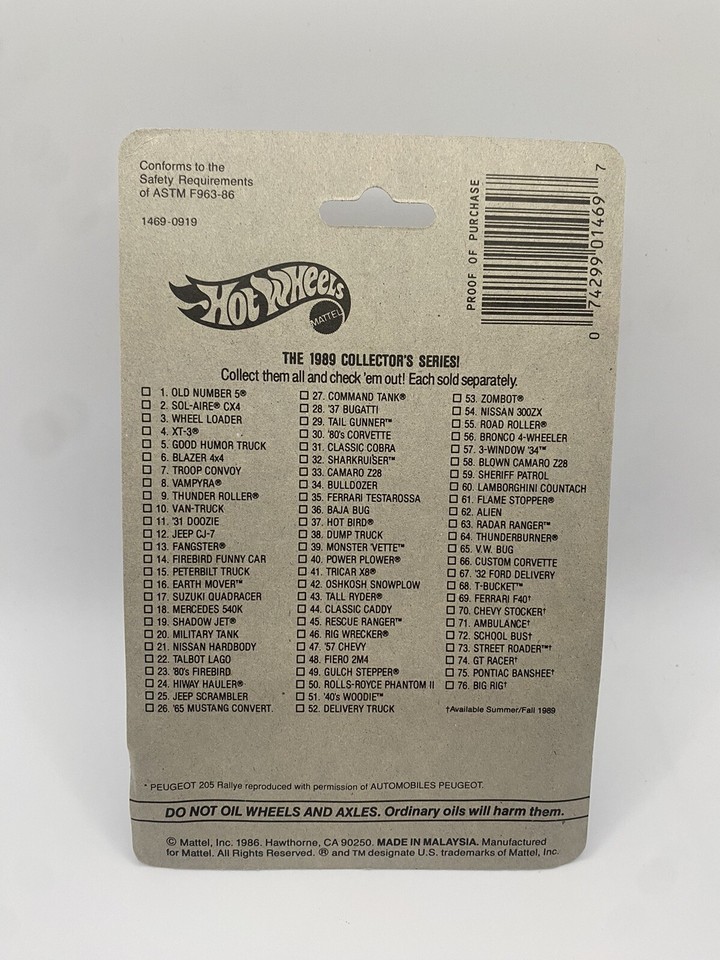 Conforms to the
Safety Requirements
of ASTM F963-86
1469-0919
PROOF OF PURCHASE
0 74299 01469 7
HOT WHEELS
MATTEL
THE 1989 COLLECTOR'S SERIES!
Collect them all and check 'em out! Each sold separately.
1. OLD NUMBER 5®
2. SOL-AIRE® CX4
3. WHEEL LOADER
4. XT-3®
5. GOOD HUMOR TRUCK
6. BLAZER 4x4
7. TROOP CONVOY
8. VAMPYRA®
9. THUNDER ROLLER®
10. VAN-TRUCK
11. '31 DOOZIE
12. JEEP CJ-7
13. FANGSTER®
14. FIREBIRD FUNNY CAR
15. PETERBILT TRUCK
16. EARTH MOVER™
17. SUZUKI QUADRACER
18. MERCEDES 540K
19. SHADOW JET®
20. MILITARY TANK
21. NISSAN HARDBODY
22. TALBOT LAGO
23. '80's FIREBIRD
24. HIWAY HAULER®
25. JEEP SCRAMBLER
26. '65 MUSTANG CONVERT.
27. COMMAND TANK®
28. '37 BUGATTI
29. TAIL GUNNER™
30. '80's CORVETTE
31. CLASSIC COBRA
32. SHARKRUISER™
33. CAMARO Z28
34. BULLDOZER
35. FERRARI TESTAROSSA
36. BAJA BUG
37. HOT BIRD®
38. DUMP TRUCK
39. MONSTER 'VETTE™
40. POWER PLOWER®
41. TRICAR X8®
42. OSHKOSH SNOWPLOW
43. TALL RYDER®
44. CLASSIC CADDY
45. RESCUE RANGER™
46. RIG WRECKER®
47. '57 CHEVY
48. FIERO 2M4
49. GULCH STEPPER®
50. ROLLS-ROYCE PHANTOM II
51. '40's WOODIE™
52. DELIVERY TRUCK
53. ZOMBOT®
54. NISSAN 300ZX
55. ROAD ROLLER®
56. BRONCO 4-WHEELER
57. 3-WINDOW '34™
58. BLOWN CAMARO Z28
59. SHERIFF PATROL
60. LAMBORGHINI COUNTACH
61. FLAME STOPPER®
62. ALIEN
63. RADAR RANGER™
64. THUNDERBURNER®
65. V.W. BUG
66. CUSTOM CORVETTE
67. '32 FORD DELIVERY
68. T-BUCKET™
69. FERRARI F40†
70. CHEVY STOCKER†
71. AMBULANCE†
72. SCHOOL BUS†
73. STREET ROADER™†
74. GT RACER†
75. PONTIAC BANSHEE†
76. BIG RIG†
†Available Summer/Fall 1989
* PEUGEOT 205 Rallye reproduced with permission of AUTOMOBILES PEUGEOT.
DO NOT OIL WHEELS AND AXLES. Ordinary oils will harm them.
© Mattel, Inc. 1986. Hawthorne, CA 90250. MADE IN MALAYSIA. Manufactured
for Mattel. All Rights Reserved. ® and TM designate U.S. trademarks of Mattel, Inc.